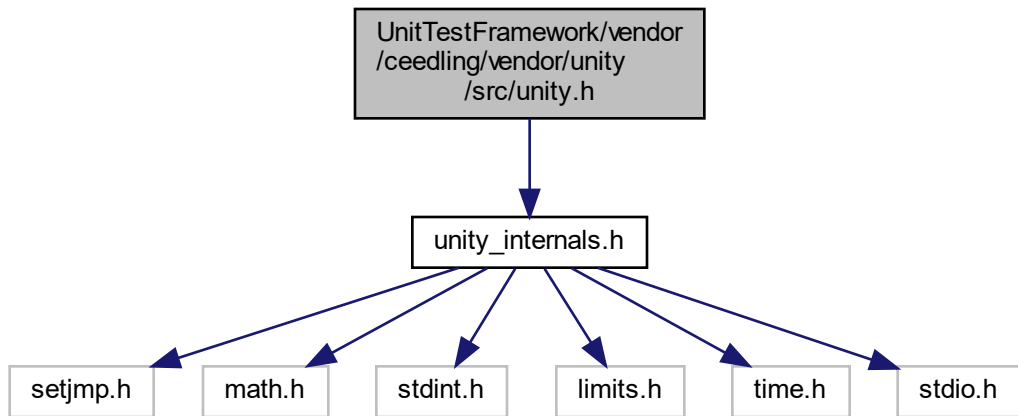 UnitTestFramework/vendor
/ceedling/vendor/unity
/src/unity.h
unity_internals.h
setjmp.h
math.h
stdint.h
limits.h
time.h
stdio.h